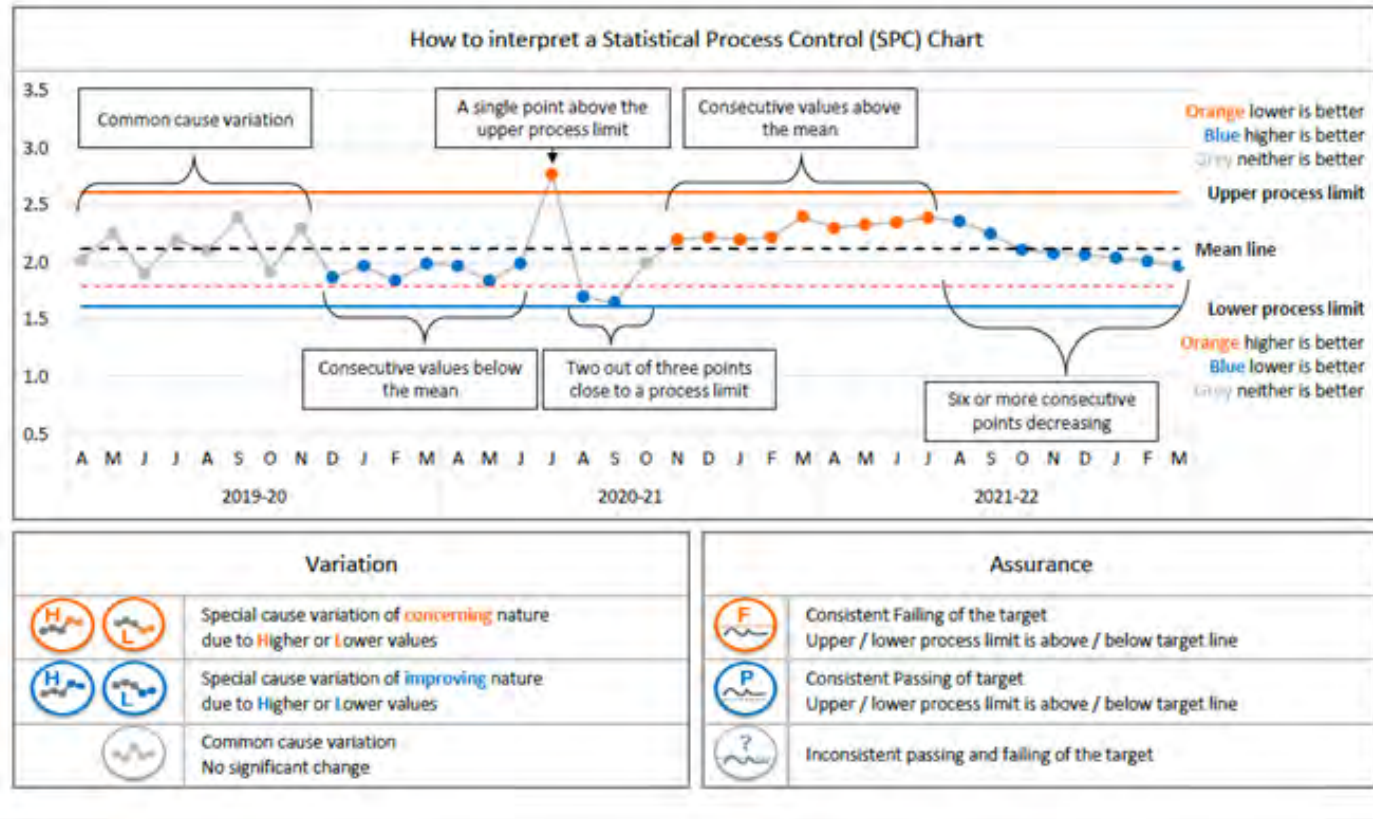 How to interpret a Statistical Process Control (SPC) Chart
3.5
3.0
2.5
2.0
1.5
1.0
0.5
Common cause variation
A single point above the
upper process limit
Consecutive values above
the mean
Orange lower is better
Blue higher is better
Grey neither is better
Upper process limit
Mean line
Lower process limit
Orange higher is better
Blue lower is better
Grey neither is better
Consecutive values below
the mean
Two out of three points
close to a process limit
Six or more consecutive
points decreasing
A M J J A S O N D J F M A M J J A S O N D J F M A M J J A S O N D J F M
2019-20 2020-21 2021-22
Variation
H L
Special cause variation of concerning nature
due to Higher or Lower values
H L
Special cause variation of improving nature
due to Higher or Lower values
Common cause variation
No significant change
Assurance
F
Consistent Failing of the target
Upper / lower process limit is above / below target line
P
Consistent Passing of target
Upper / lower process limit is above / below target line
?
Inconsistent passing and failing of the target